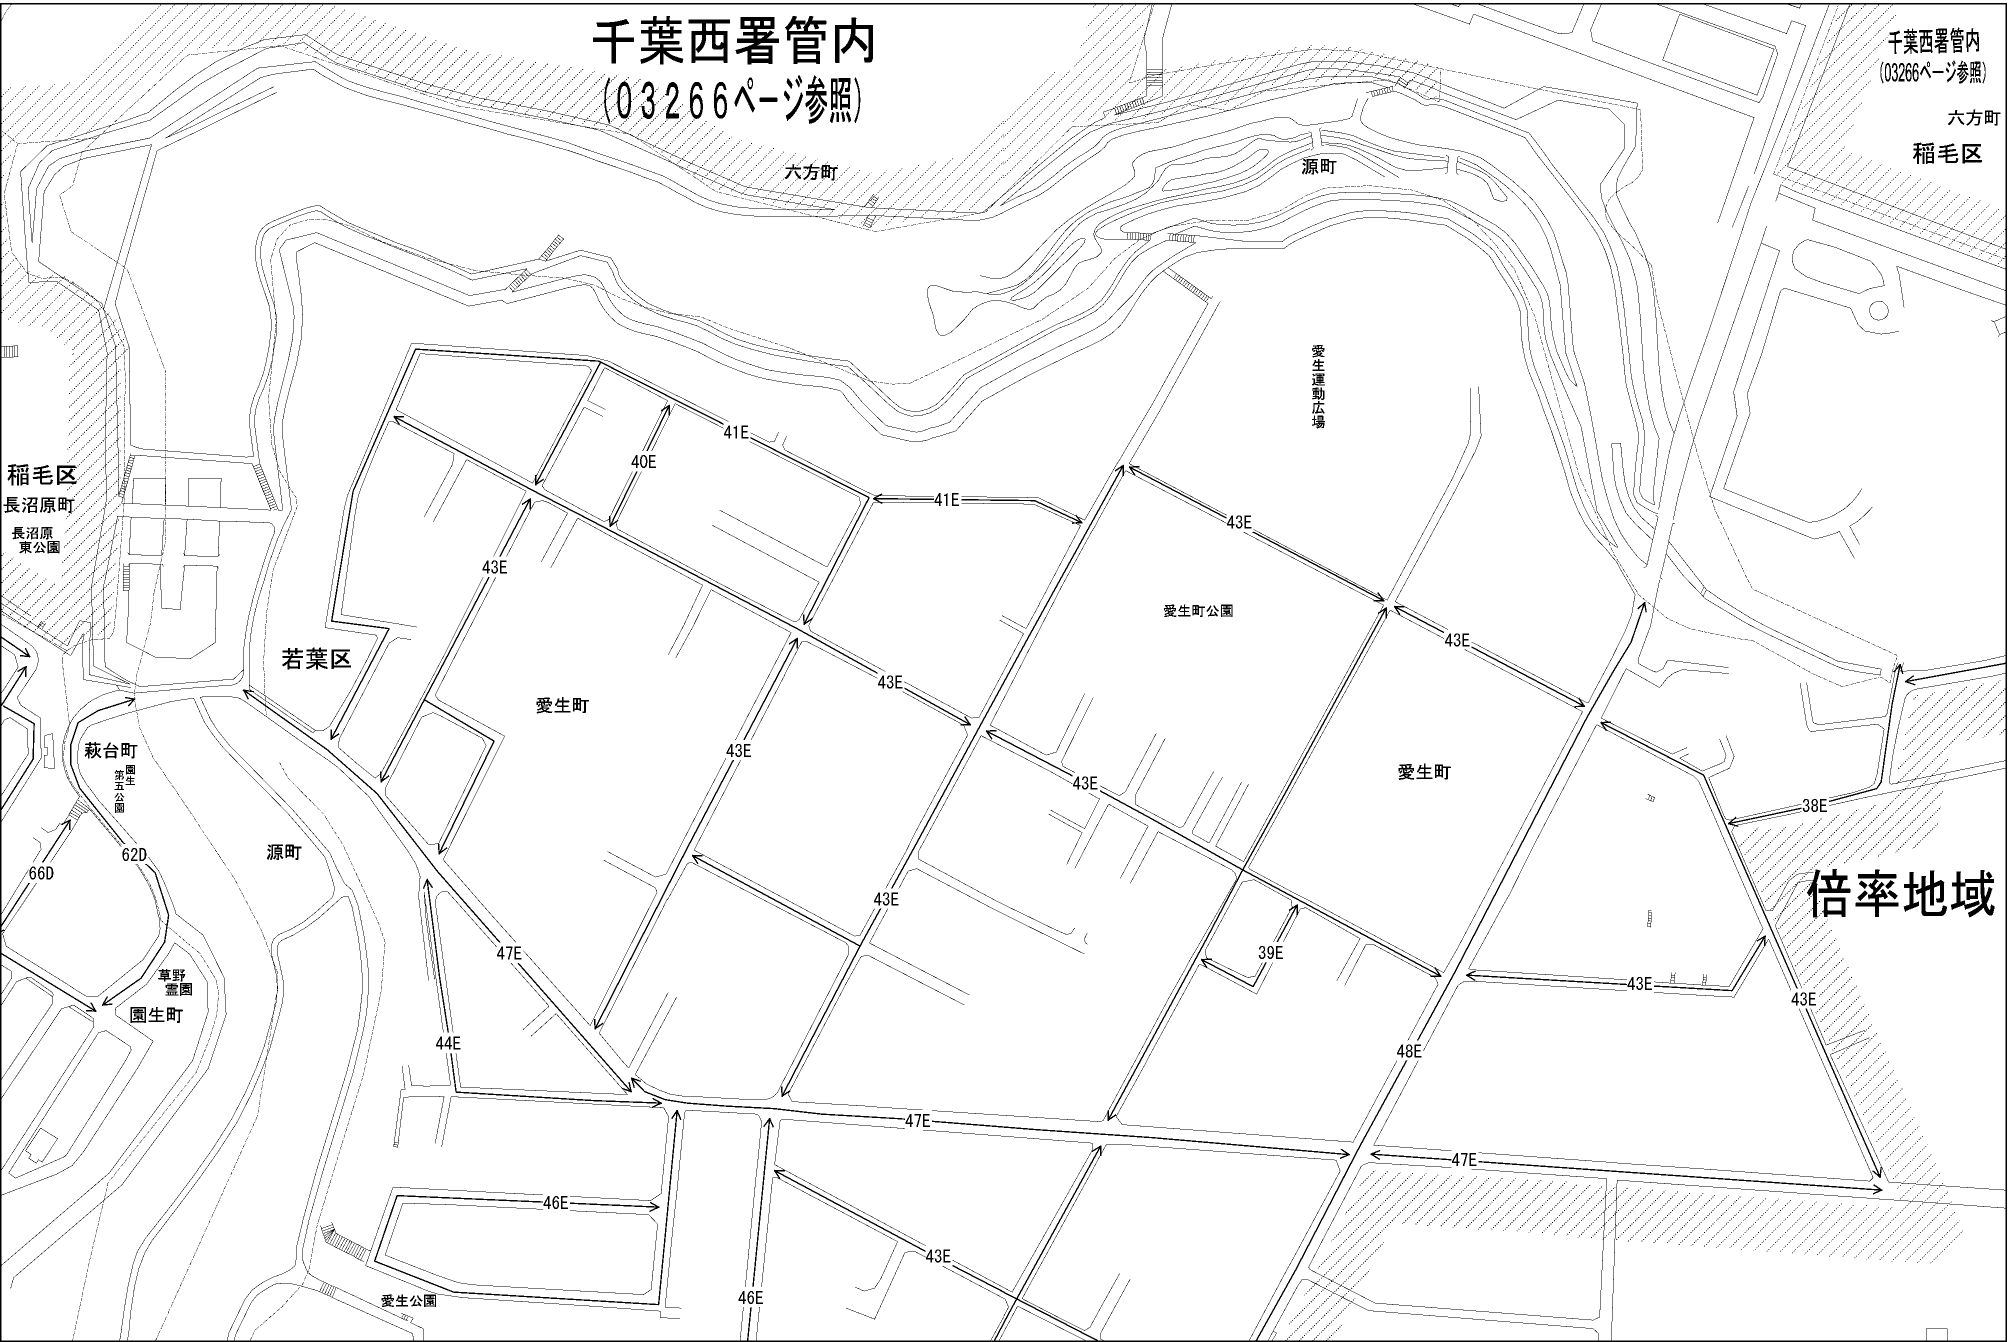 千葉西署管内
(03266ページ参照)
千葉西署管内
(03266ページ参照)
六方町
稲毛区
六方町
源町
愛生運動広場
41E
40E
41E
43E
稲毛区
長沼原町
長沼原
東公園
43E
愛生町公園
43E
若葉区
43E
愛生町
萩台町
園生
第五公園
43E
43E
愛生町
38E
源町
62D
66D
43E
倍率地域
47E
39E
草野
霊園
園生町
43E
43E
44E
48E
47E
47E
46E
43E
愛生公園
46E